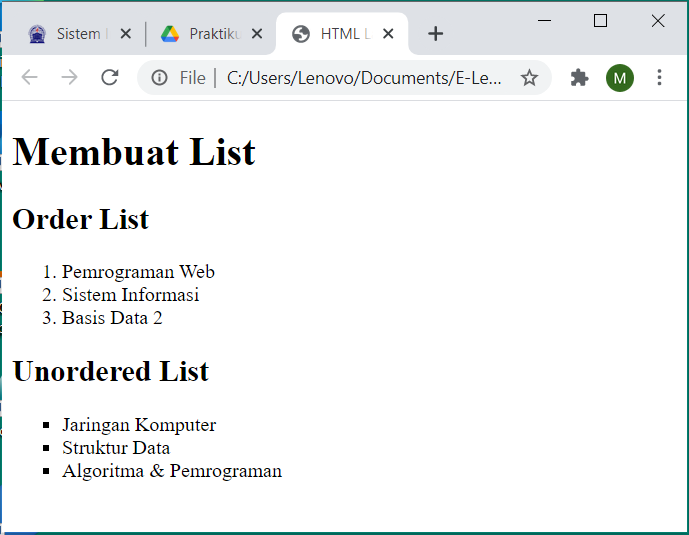 Sistem
Praktiku
HTML L
File
C:/Users/Lenovo/Documents/E-Le...
M
Membuat List
Order List
1. Pemrograman Web
2. Sistem Informasi
3. Basis Data 2
Unordered List
▪ Jaringan Komputer
▪ Struktur Data
▪ Algoritma & Pemrograman